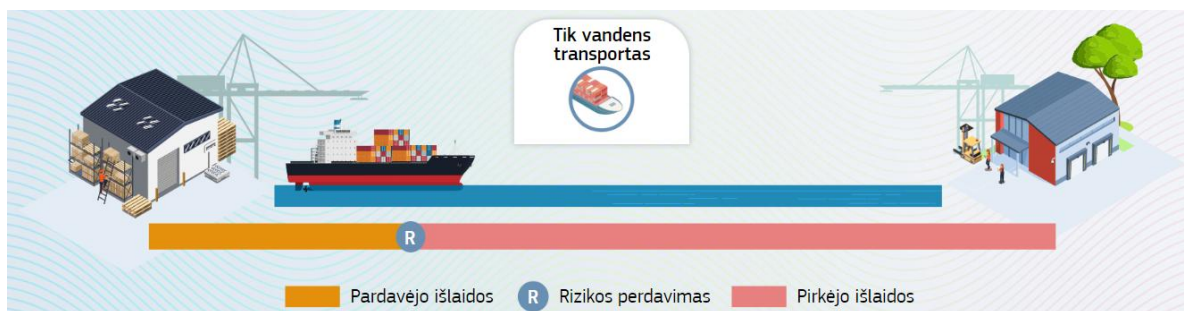 Tik vandens
transportas
R
Pardavėjo išlaidos
R
Rizikos perdavimas
Pirkėjo išlaidos